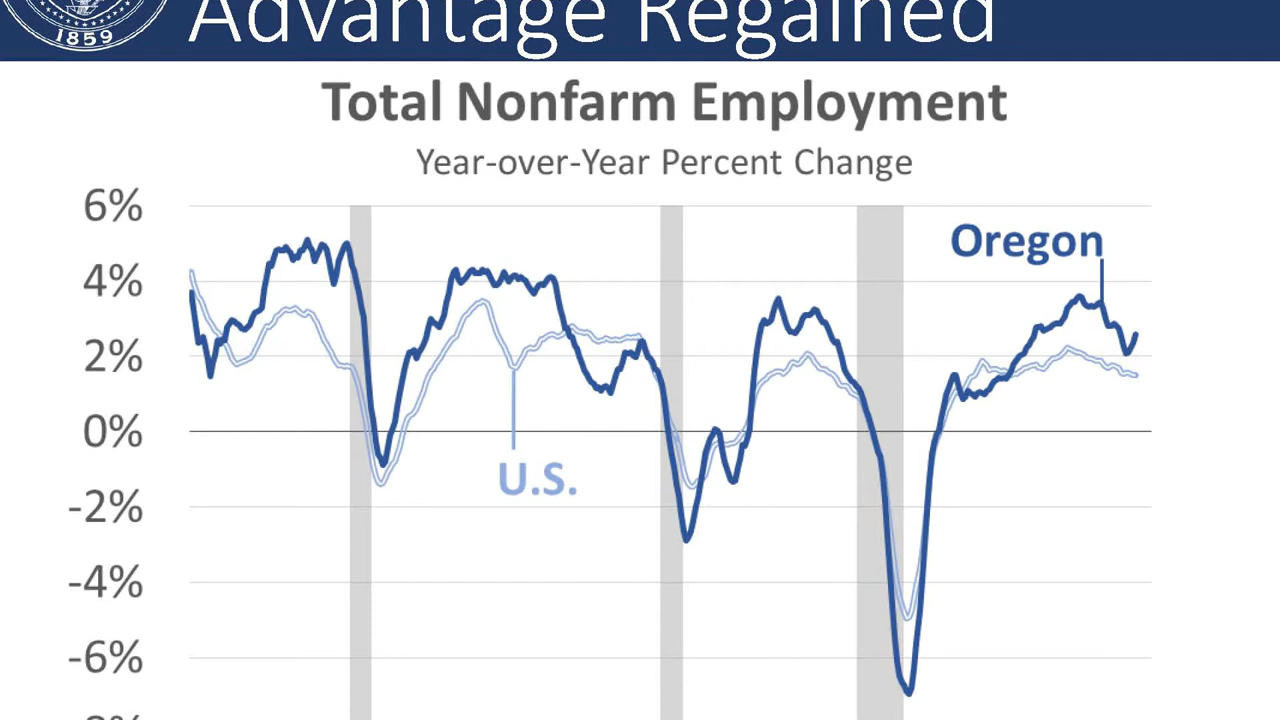 1859
Advantage Regained
Total Nonfarm Employment
Year-over-Year Percent Change
6%
Oregon
4%
2%
0%
U.S.
-2%
-4%
-6%